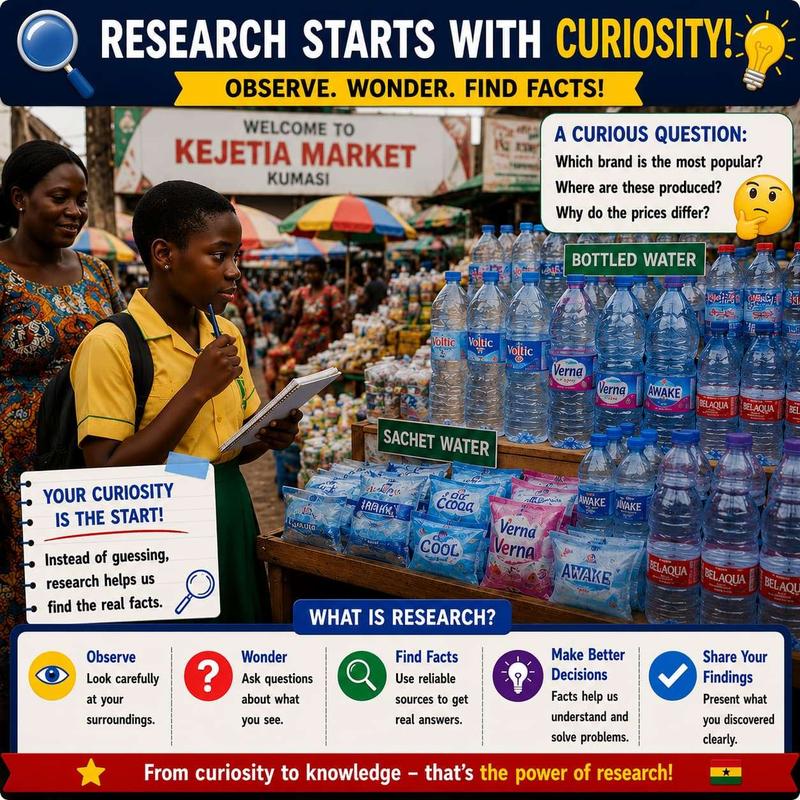 RESEARCH STARTS WITH CURIOSITY!
OBSERVE. WONDER. FIND FACTS!
WELCOME TO
KEJETIA MARKET
KUMASI
A CURIOUS QUESTION:
Which brand is the most popular?
Where are these produced?
Why do the prices differ?
BOTTLED WATER
Voltic
Voltic
Voltic
Verna
Verna
AWAKE
BELAQUA
BELAQUA
BELAQUA
SACHET WATER
COOL
Verna
Verna
AWAKE
AWAKE
AWAKE
BELAQUA
BELAQUA
BELAQUA
YOUR CURIOSITY
IS THE START!
Instead of guessing,
research helps us
find the real facts.
WHAT IS RESEARCH?
Observe
Look carefully
at your
surroundings.
Wonder
Ask questions
about what
you see.
Find Facts
Use reliable
sources to get
real answers.
Make Better
Decisions
Facts help us
understand and
solve problems.
Share Your
Findings
Present what
you discovered
clearly.
From curiosity to knowledge – that's the power of research!